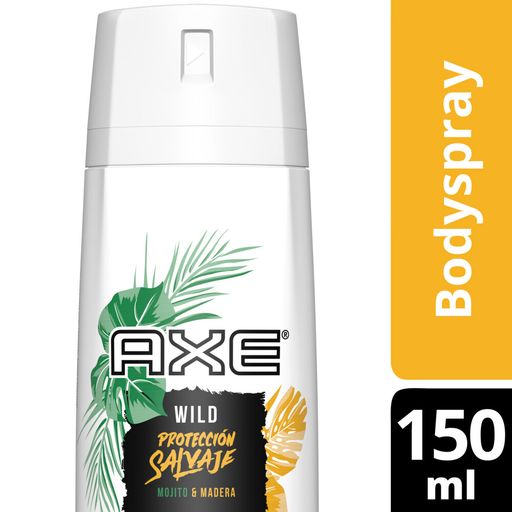 AXE®
WILD
PROTECCIÓN
SALVAJE
MOJITO & MADERA
Bodyspray
150
ml